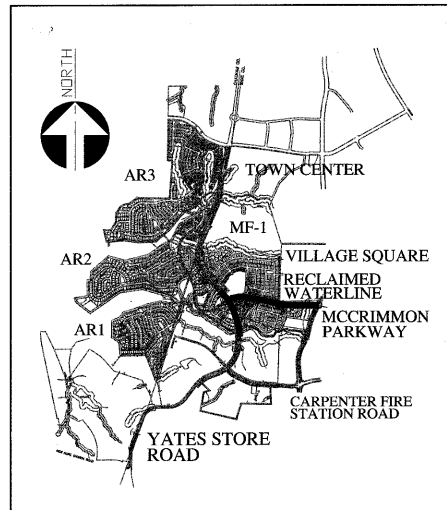 NORTH
AR3
TOWN CENTER
MF-1
VILLAGE SQUARE
AR2
RECLAIMED
WATERLINE
MCCRIMMON
PARKWAY
AR1
CARPENTER FIRE
STATION ROAD
YATES STORE
ROAD